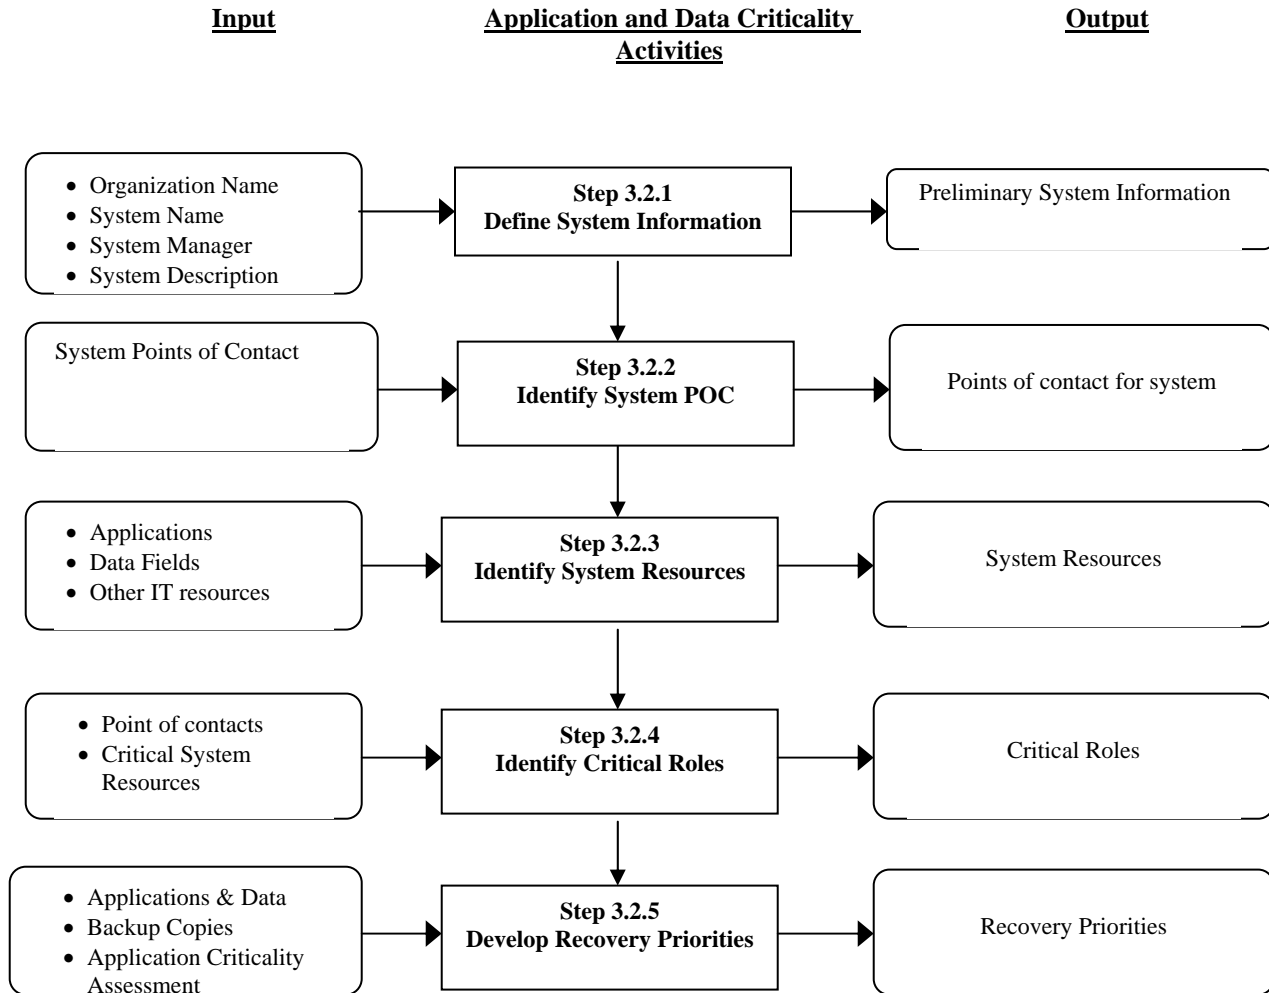 Input
Application and Data Criticality
Activities
Output
• Organization Name
• System Name
• System Manager
• System Description
Step 3.2.1
Define System Information
Preliminary System Information
System Points of Contact
Step 3.2.2
Identify System POC
Points of contact for system
• Applications
• Data Fields
• Other IT resources
Step 3.2.3
Identify System Resources
System Resources
• Point of contacts
• Critical System
Resources
Step 3.2.4
Identify Critical Roles
Critical Roles
• Applications & Data
• Backup Copies
• Application Criticality
Assessment
Step 3.2.5
Develop Recovery Priorities
Recovery Priorities